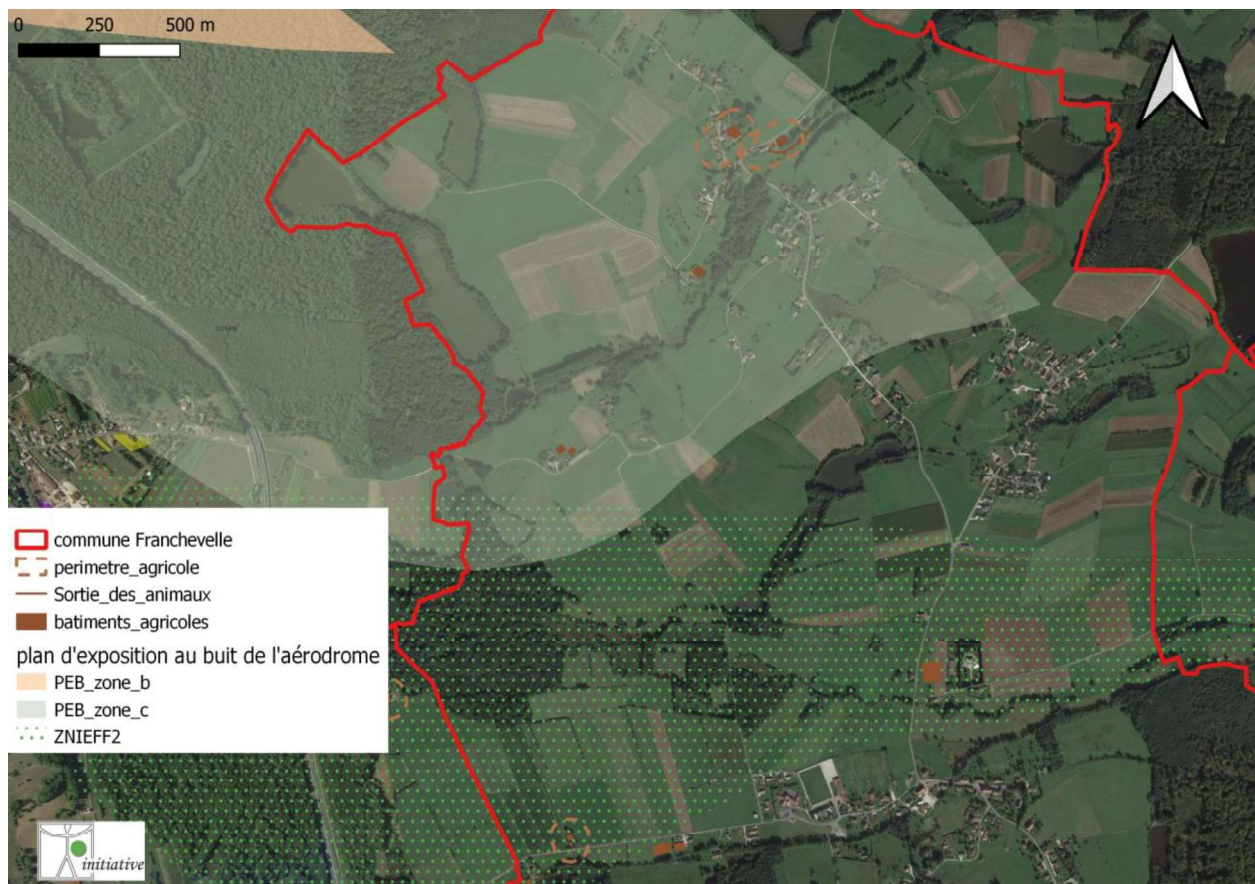 0 250 500 m
commune Franchevelle
perimetre_agricole
Sortie_des_animaux
batiments_agricoles
plan d'exposition au buit de l'aérodrome
PEB_zone_b
PEB_zone_c
ZNIEFF2
initiative